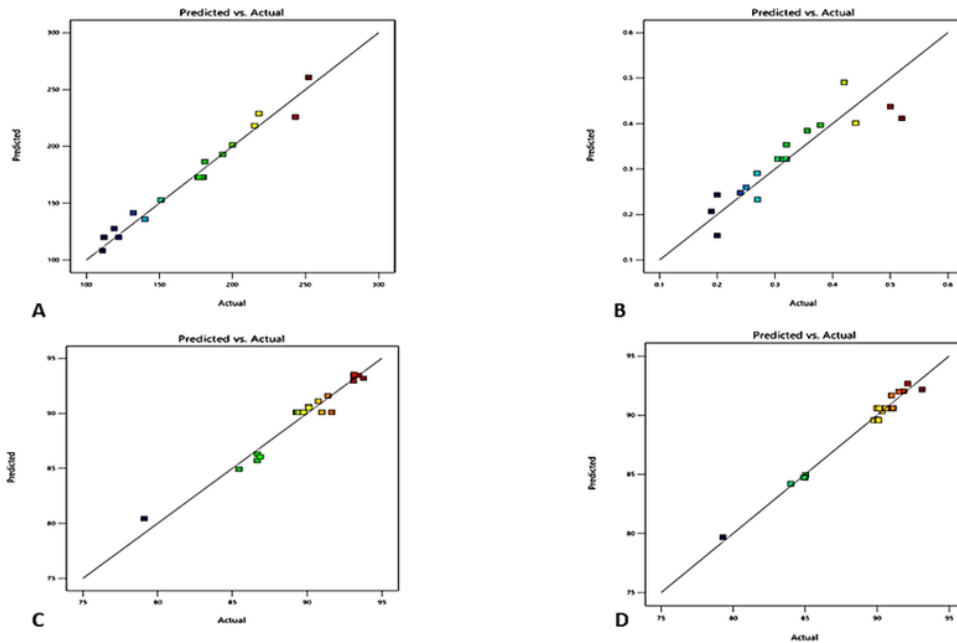 Predicted vs. Actual
300
250
200
150
100
Predicted
100 150 200 250 300
Actual
A
Predicted vs. Actual
0.6
0.5
0.4
0.3
0.2
0.1
Predicted
0.1 0.2 0.3 0.4 0.5 0.6
Actual
B
Predicted vs. Actual
95
90
85
80
75
Predicted
75 80 85 90 95
Actual
C
Predicted vs. Actual
95
90
85
80
75
Predicted
75 80 85 90 95
Actual
D